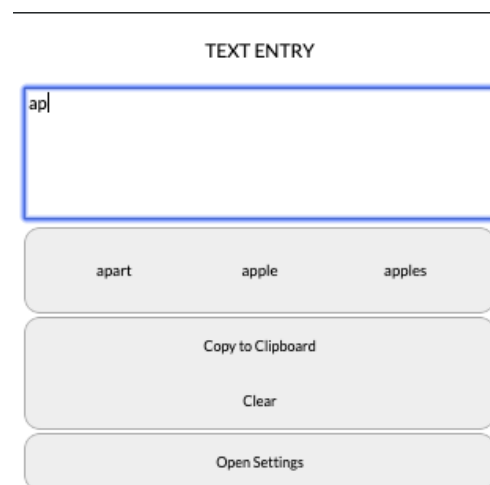 TEXT ENTRY
ap
apart apple apples
Copy to Clipboard
Clear
Open Settings